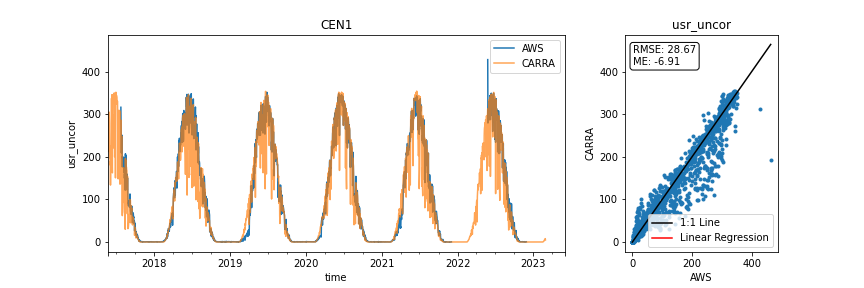 CEN1
usr_uncor
AWS
CARRA
400
300
200
100
0
usr_uncor
2018
2019
2020
2021
2022
2023
time
usr_uncor
RMSE: 28.67
ME: -6.91
400
300
200
100
0
CARRA
1:1 Line
Linear Regression
0
200
400
AWS